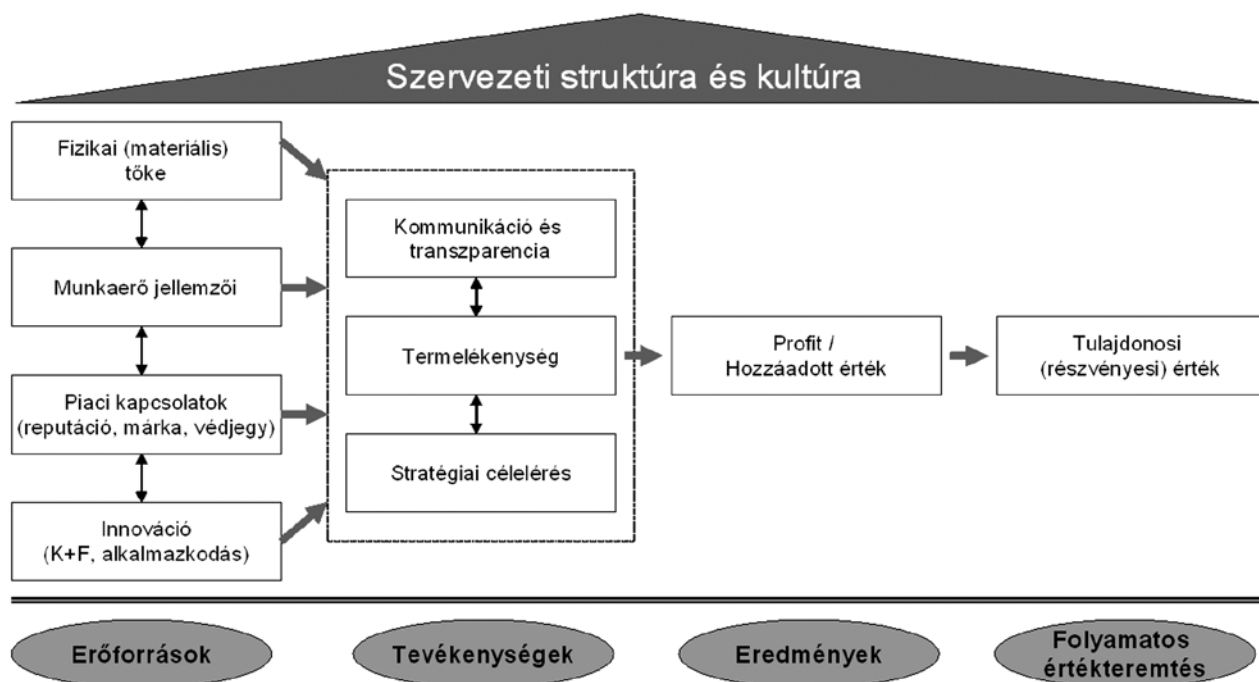 Szervezeti struktúra és kultúra
Fizikai (materiális)
tőke
Munkaerő jellemzői
Piaci kapcsolatok
(reputáció, márka, védjegy)
Innováció
(K+F, alkalmazkodás)
Kommunikáció és
transzparencia
Termelékenység
Stratégiai célelérés
Profit /
Hozzáadott érték
Tulajdonosi
(részvényesi) érték
Erőforrások
Tevékenységek
Eredmények
Folyamatos
értékteremtés